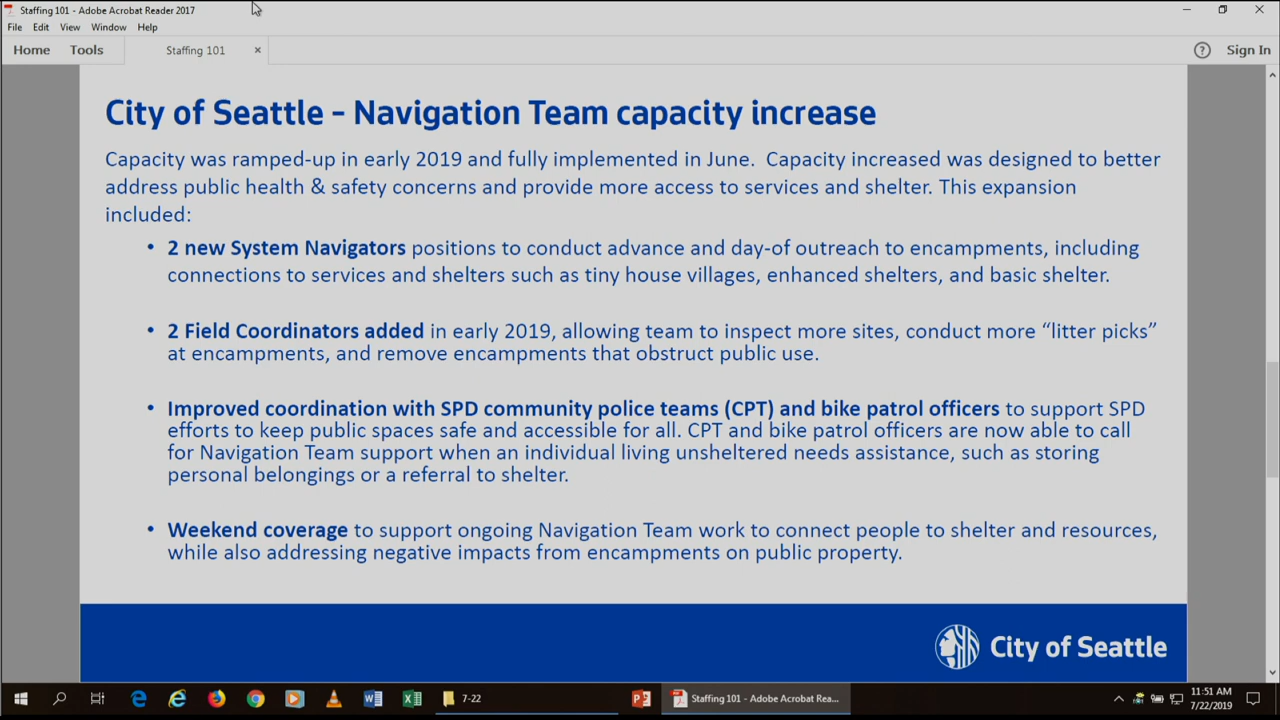 Staffing 101 - Adobe Acrobat Reader 2017
File Edit View Window Help
Home Tools Staffing 101 × ? Sign In
City of Seattle – Navigation Team capacity increase
Capacity was ramped-up in early 2019 and fully implemented in June. Capacity increased was designed to better
address public health & safety concerns and provide more access to services and shelter. This expansion
included:
• 2 new System Navigators positions to conduct advance and day-of outreach to encampments, including
connections to services and shelters such as tiny house villages, enhanced shelters, and basic shelter.
• 2 Field Coordinators added in early 2019, allowing team to inspect more sites, conduct more “litter picks”
at encampments, and remove encampments that obstruct public use.
• Improved coordination with SPD community police teams (CPT) and bike patrol officers to support SPD
efforts to keep public spaces safe and accessible for all. CPT and bike patrol officers are now able to call
for Navigation Team support when an individual living unsheltered needs assistance, such as storing
personal belongings or a referral to shelter.
• Weekend coverage to support ongoing Navigation Team work to connect people to shelter and resources,
while also addressing negative impacts from encampments on public property.
City of Seattle
7-22
Staffing 101 - Adobe Acrobat Rea...
11:51 AM
7/22/2019